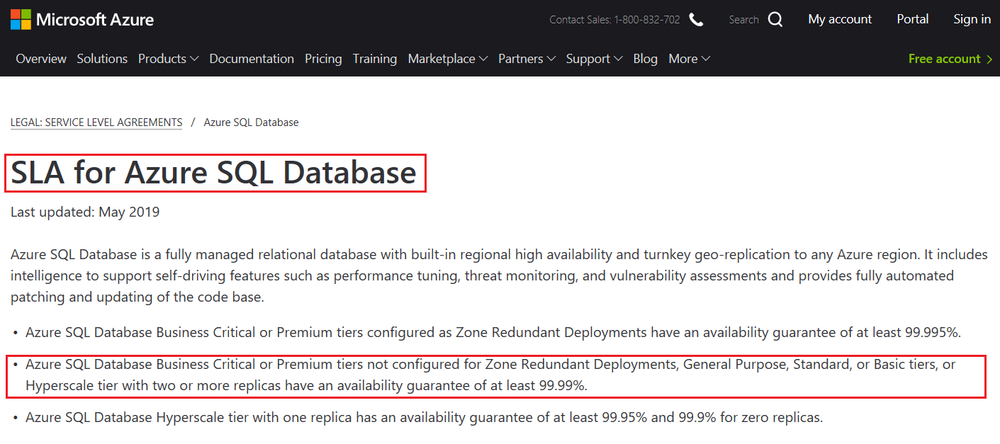 Microsoft Azure
Contact Sales: 1-800-832-702
Search
My account
Portal
Sign in
Overview
Solutions
Products
Documentation
Pricing
Training
Marketplace
Partners
Support
Blog
More
Free account
LEGAL: SERVICE LEVEL AGREEMENTS / Azure SQL Database
SLA for Azure SQL Database
Last updated: May 2019
Azure SQL Database is a fully managed relational database with built-in regional high availability and turnkey geo-replication to any Azure region. It includes
intelligence to support self-driving features such as performance tuning, threat monitoring, and vulnerability assessments and provides fully automated
patching and updating of the code base.
• Azure SQL Database Business Critical or Premium tiers configured as Zone Redundant Deployments have an availability guarantee of at least 99.995%.
• Azure SQL Database Business Critical or Premium tiers not configured for Zone Redundant Deployments, General Purpose, Standard, or Basic tiers, or
Hyperscale tier with two or more replicas have an availability guarantee of at least 99.99%.
• Azure SQL Database Hyperscale tier with one replica has an availability guarantee of at least 99.95% and 99.9% for zero replicas.